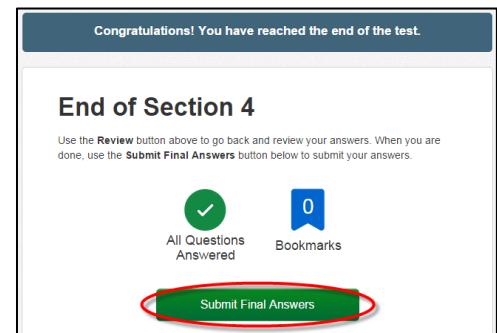 Congratulations! You have reached the end of the test.
End of Section 4
Use the Review button above to go back and review your answers. When you are
done, use the Submit Final Answers button below to submit your answers.
0
All Questions
Answered
Bookmarks
Submit Final Answers